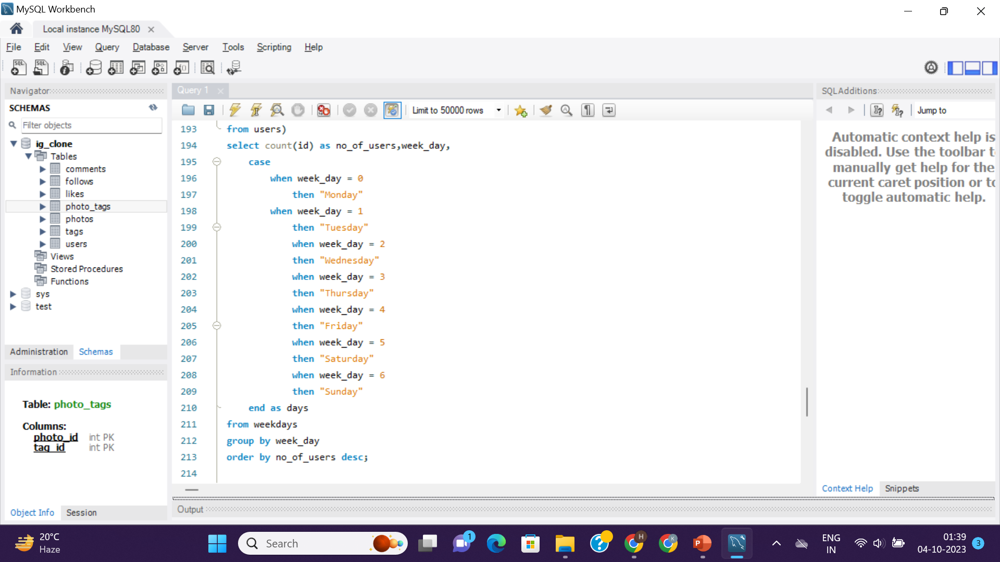 MySQL Workbench
Local instance MySQL80
File Edit View Query Database Server Tools Scripting Help
Navigator
SCHEMAS
Filter objects
ig_clone
Tables
comments
follows
likes
photo_tags
photos
tags
users
Views
Stored Procedures
Functions
sys
test
Administration Schemas
Information
Table: photo_tags
Columns:
photo_id int PK
tag_id int PK
Object Info Session
Query 1
Limit to 50000 rows
193 from users)
194 select count(id) as no_of_users,week_day,
195 case
196 when week_day = 0
197 then "Monday"
198 when week_day = 1
199 then "Tuesday"
200 when week_day = 2
201 then "Wednesday"
202 when week_day = 3
203 then "Thursday"
204 when week_day = 4
205 then "Friday"
206 when week_day = 5
207 then "Saturday"
208 when week_day = 6
209 then "Sunday"
210 end as days
211 from weekdays
212 group by week_day
213 order by no_of_users desc;
214
Output
SQLAdditions
Jump to
Automatic context help is
disabled. Use the toolbar t
manually get help for the
current caret position or to
toggle automatic help.
Context Help Snippets
20°C
Haze
Search
1
H
K
P
ENG
IN
01:39
04-10-2023
3